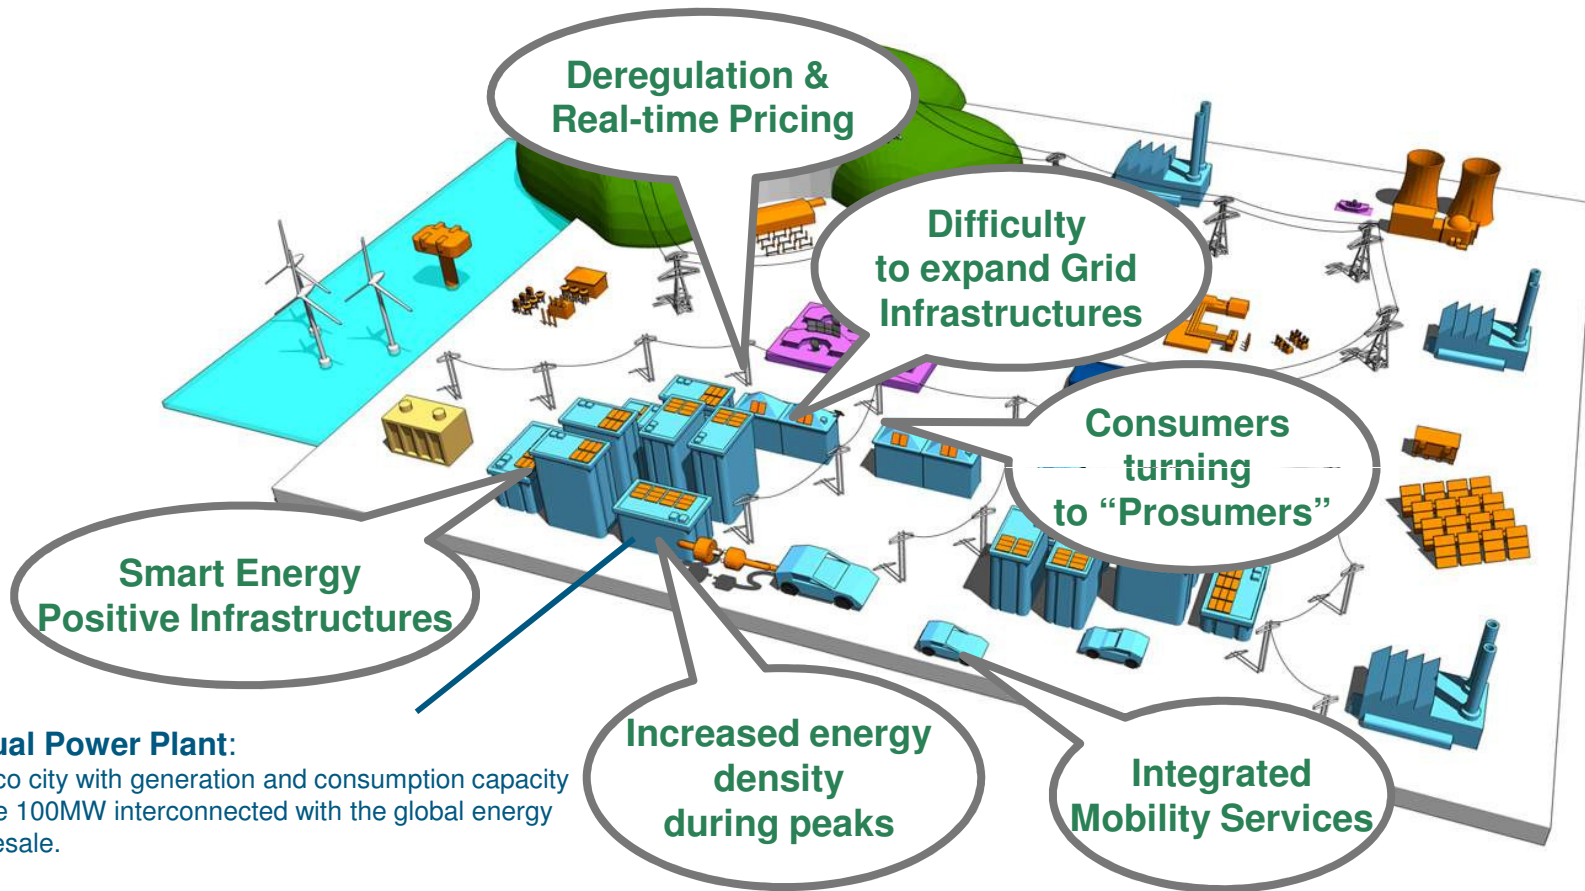 Deregulation &
Real-time Pricing
Difficulty
to expand Grid
Infrastructures
Consumers
turning
to “Prosumers”
Smart Energy
Positive Infrastructures
Increased energy
density
during peaks
Integrated
Mobility Services
ual Power Plant:
co city with generation and consumption capacity
e 100MW interconnected with the global energy
esale.